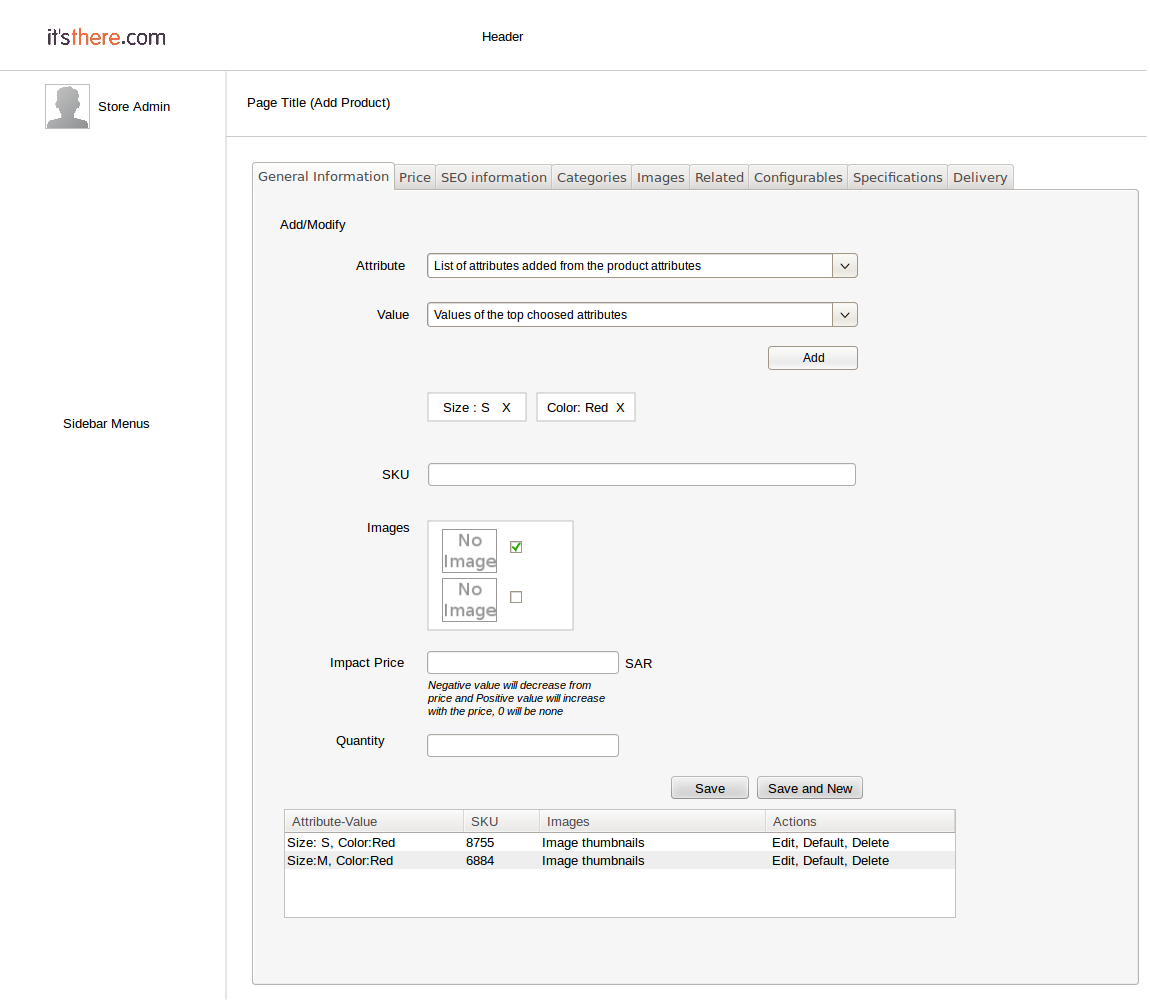 it'sthere.com
Header
Store Admin
Page Title (Add Product)
General Information Price SEO information Categories Images Related Configurables Specifications Delivery
Add/Modify
Attribute List of attributes added from the product attributes
Value Values of the top choosed attributes
Add
Size : S X Color: Red X
Sidebar Menus
SKU
Images
No
Image
No
Image
Impact Price SAR
Negative value will decrease from
price and Positive value will increase
with the price, 0 will be none
Quantity
Save Save and New
Attribute-Value SKU Images Actions
Size: S, Color:Red 8755 Image thumbnails Edit, Default, Delete
Size:M, Color:Red 6884 Image thumbnails Edit, Default, Delete